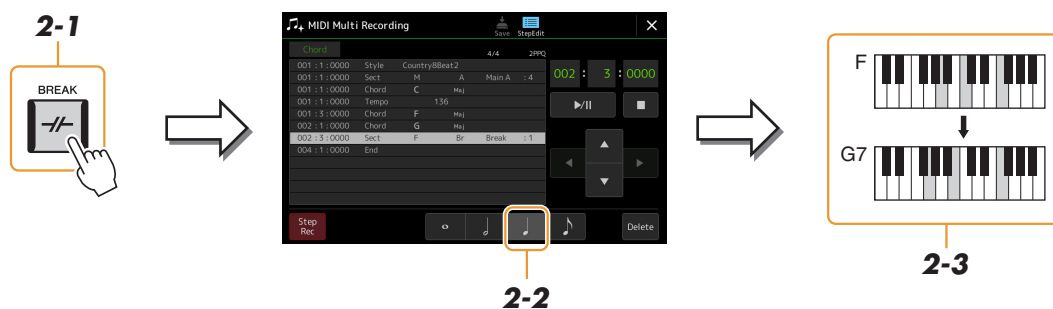 2-1
BREAK
MIDI Multi Recording
Save
StepEdit
Chord
4/4 2PPQ
001 : 1 : 0000 Style Country8Beat2
001 : 1 : 0000 Sect M A Main A : 4
001 : 1 : 0000 Chord C Maj
001 : 1 : 0000 Tempo 136
001 : 3 : 0000 Chord F Maj
002 : 1 : 0000 Chord G Maj
002 : 3 : 0000 Sect F Br Break : 1
004 : 1 : 0000 End
002 : 3 : 0000
Step
Rec
Delete
2-2
F
G7
2-3